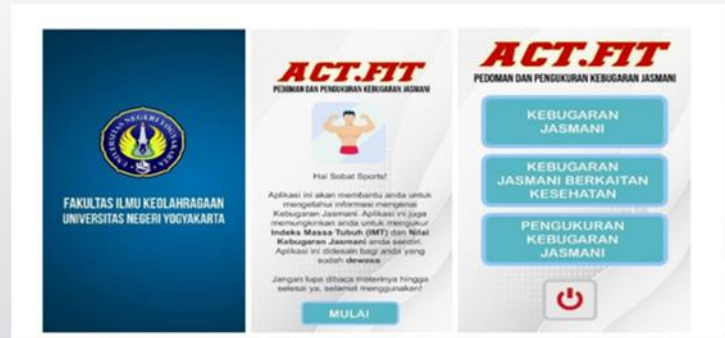 UNIVERSITAS NEGERI YOGYAKARTA
FAKULTAS ILMU KEOLAHRAGAAN
UNIVERSITAS NEGERI YOGYAKARTA
ACT.FIT
PEDOMAN DAN PENGUKURAN KEBUGARAN JASMANI
Hai Sobat Sports!
Aplikasi ini akan membantu anda untuk
mengetahui informasi mengenai
Kebugaran Jasmani. Aplikasi ini juga
memungkinkan anda untuk mengukur
Indeks Massa Tubuh (IMT) dan Nilai
Kebugaran Jasmani anda sendiri.
Aplikasi ini didesain bagi anda yang
sudah dewasa.
Jangan lupa dibaca materinya hingga
selesai ya, selamat menggunakan!
MULAI
ACT.FIT
PEDOMAN DAN PENGUKURAN KEBUGARAN JASMANI
KEBUGARAN
JASMANI
KEBUGARAN
JASMANI BERKAITAN
KESEHATAN
PENGUKURAN
KEBUGARAN
JASMANI